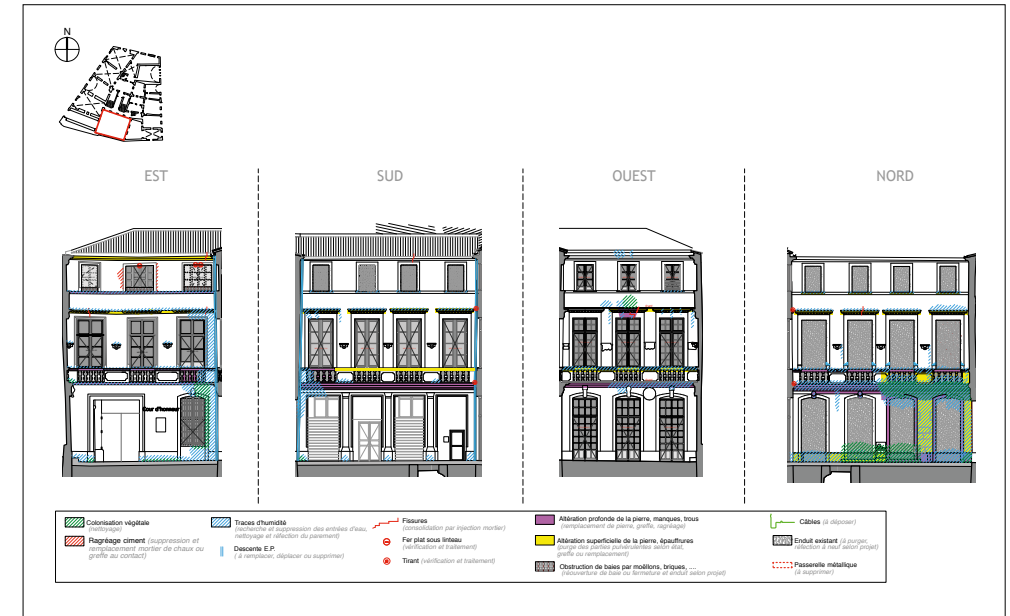 N
EST
SUD
OUEST
NORD
Cour d'honneur
Colonisation végétale
(nettoyage)
Ragréage ciment (suppression et
remplacement mortier de chaux ou
greffe au contact)
Traces d'humidité
(recherche et suppression des entrées d'eau,
nettoyage et réfection du parement)
Descente E.P.
( à remplacer, déplacer ou supprimer)
Fissures
(consolidation par injection mortier)
Fer plat sous linteau
(vérification et traitement)
Tirant (vérification et traitement)
Altération profonde de la pierre, manques, trous
(remplacement de pierre, greffe, ragréage)
Altération superficielle de la pierre, épauffrures
(purge des parties pulvérulentes selon état,
greffe ou remplacement)
Obstruction de baies par moëllons, briques, ....
(réouverture de baie ou fermeture et enduit selon projet)
Câbles (à déposer)
Enduit existant (à purger,
réfection à neuf selon projet)
Passerelle métallique
(à supprimer)